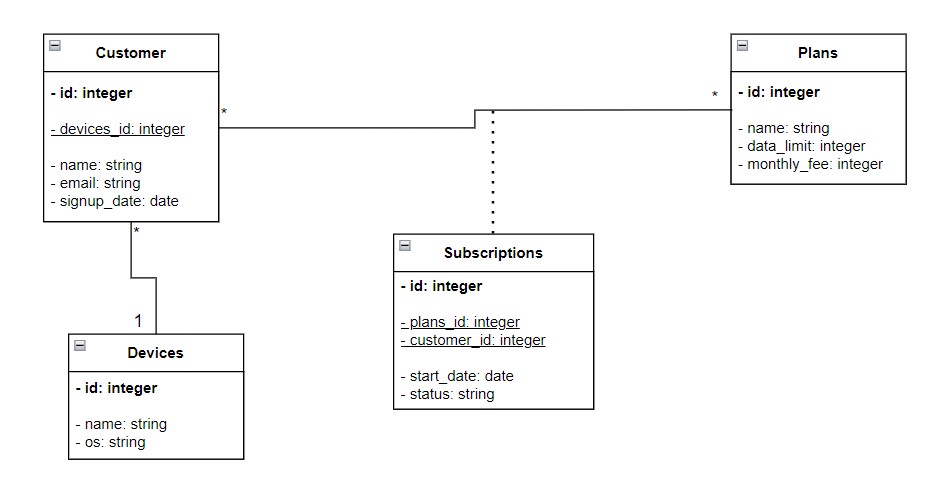 Customer
- id: integer
- devices_id: integer
- name: string
- email: string
- signup_date: date
*
*
Plans
- id: integer
- name: string
- data_limit: integer
- monthly_fee: integer
*
1
Devices
- id: integer
- name: string
- os: string
Subscriptions
- id: integer
- plans_id: integer
- customer_id: integer
- start_date: date
- status: string